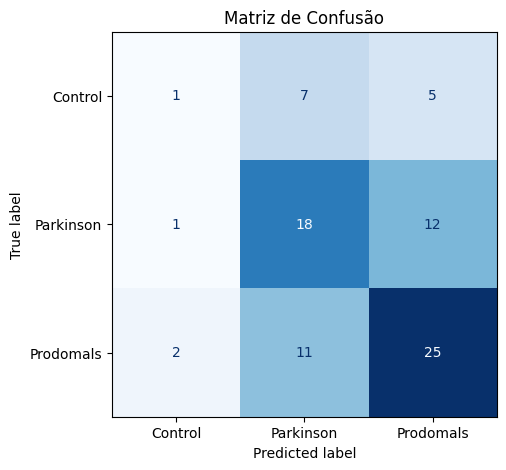 Matriz de Confusão
Control 1 7 5
Parkinson 1 18 12
Prodomals 2 11 25
True label
Control Parkinson Prodomals
Predicted label